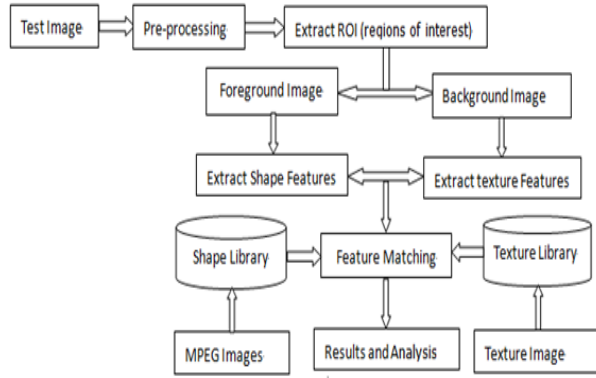 Test Image
Pre-processing
Extract ROI (regions of interest)
Foreground Image
Background Image
Extract Shape Features
Extract texture Features
Shape Library
Feature Matching
Texture Library
MPEG Images
Results and Analysis
Texture Image